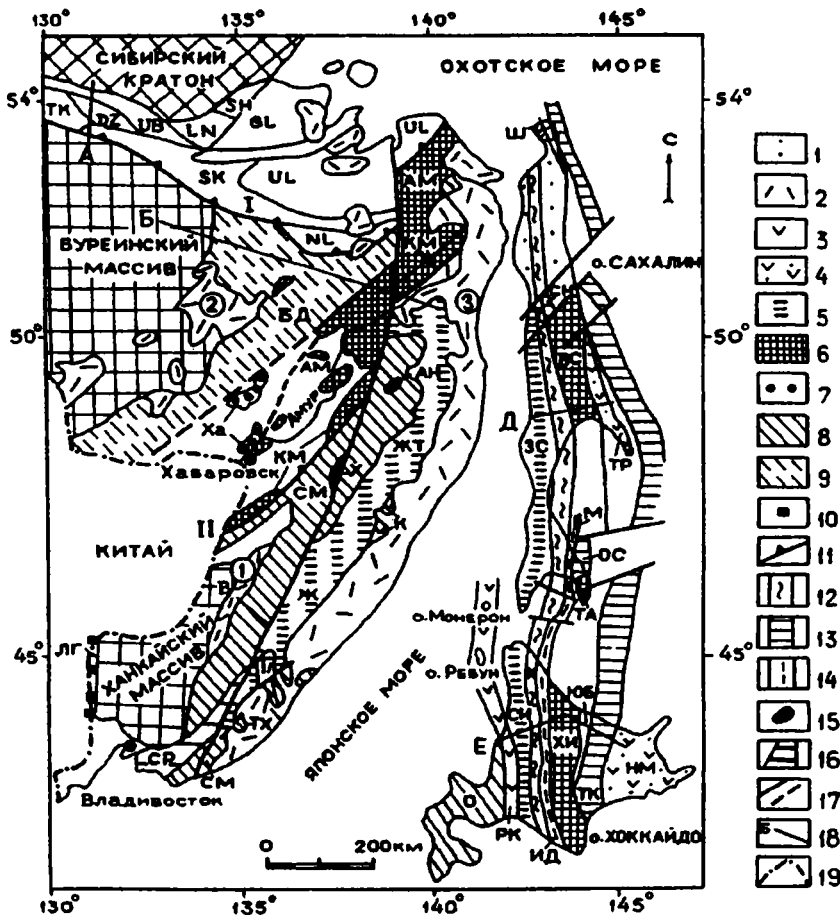 130°
135°
140°
145°
СИБИРСКИЙ
КРАТОН
ОХОТСКОЕ МОРЕ
54°
54°
SH
TK
DZ
UB
LN
GL
UL
Ш
С
А
АМ
SK
UL
I
Б
NL
КМ
о. САХАЛИН
БУРЕИНСКИЙ
МАССИВ
2
3
50°
50°
БД
ВС
АМ
АН
АМУР
Д
ЗС
Ха
ЖТ
ТР
Хабаровск
КМ
СМ
Х
М
II
К
ОС
КИТАЙ
1
В
Ж
ТА
о. Монерон
45°
45°
ЛГ
ХАНКАЙСКИЙ
МАССИВ
о. Ребун
ЯПОНСКОЕ МОРЕ
ЮБ
ТХ
СИ
Е
ХИ
НМ
LCP
СМ
ТК
Владивосток
О
0
200км
РК
о. ХОККАЙДО
ИД
130°
135°
140°
145°
1
2
3
4
5
6
7
8
9
10
11
12
13
14
15
16
17
Б
18
19